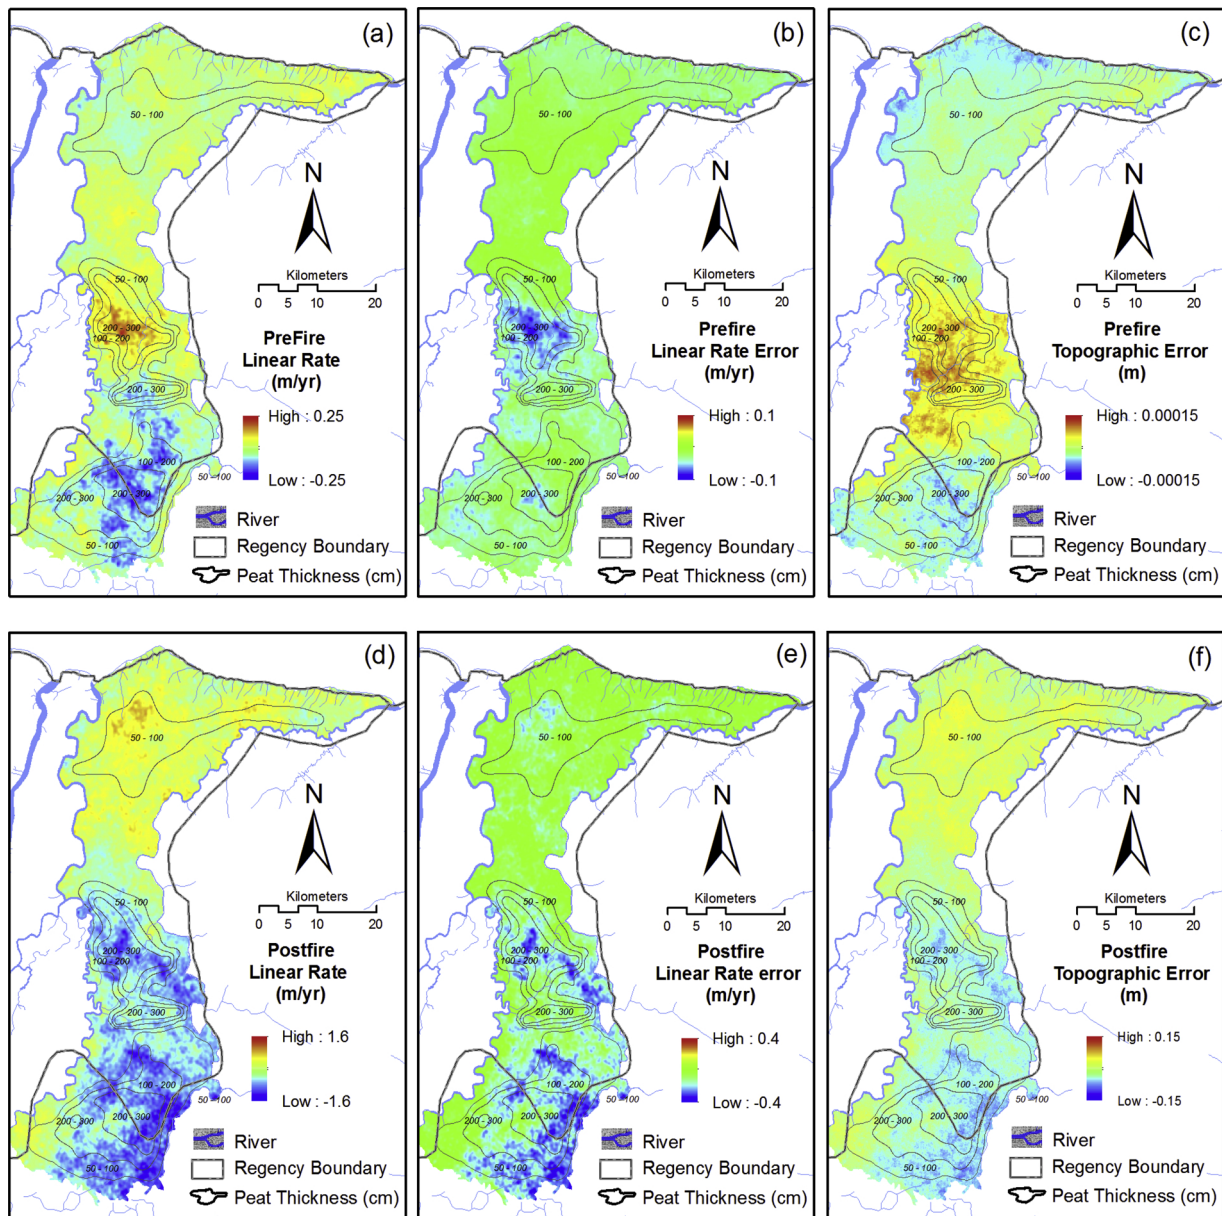 (a)
50 - 100
N
Kilometers
0 5 10 20
50 - 100
200 - 300
100 - 200
200 - 300
PreFire
Linear Rate
(m/yr)
High : 0.25
Low : -0.25
100 - 200
200 - 300
200 - 300
50 - 100
50 - 100
River
Regency Boundary
Peat Thickness (cm)
(b)
50 - 100
N
Kilometers
0 5 10 20
50 - 100
200 - 300
100 - 200
200 - 300
PreFire
Linear Rate Error
(m/yr)
High : 0.1
Low : -0.1
100 - 200
200 - 300
200 - 300
50 - 100
50 - 100
River
Regency Boundary
Peat Thickness (cm)
(c)
50 - 100
N
Kilometers
0 5 10 20
50 - 100
200 - 300
100 - 200
200 - 300
Prefire
Topographic Error
(m)
High : 0.00015
Low : -0.00015
100 - 200
200 - 300
200 - 300
50 - 100
50 - 100
River
Regency Boundary
Peat Thickness (cm)
(d)
50 - 100
N
Kilometers
0 5 10 20
50 - 100
200 - 300
100 - 200
200 - 300
Postfire
Linear Rate
(m/yr)
High : 1.6
Low : -1.6
100 - 200
200 - 300
200 - 300
50 - 100
50 - 100
River
Regency Boundary
Peat Thickness (cm)
(e)
50 - 100
N
Kilometers
0 5 10 20
50 - 100
200 - 300
100 - 200
200 - 300
Postfire
Linear Rate error
(m/yr)
High : 0.4
Low : -0.4
100 - 200
200 - 300
200 - 300
50 - 100
50 - 100
River
Regency Boundary
Peat Thickness (cm)
(f)
50 - 100
N
Kilometers
0 5 10 20
50 - 100
200 - 300
100 - 200
200 - 300
Postfire
Topographic Error
(m)
High : 0.15
Low : -0.15
100 - 200
200 - 300
200 - 300
50 - 100
50 - 100
River
Regency Boundary
Peat Thickness (cm)